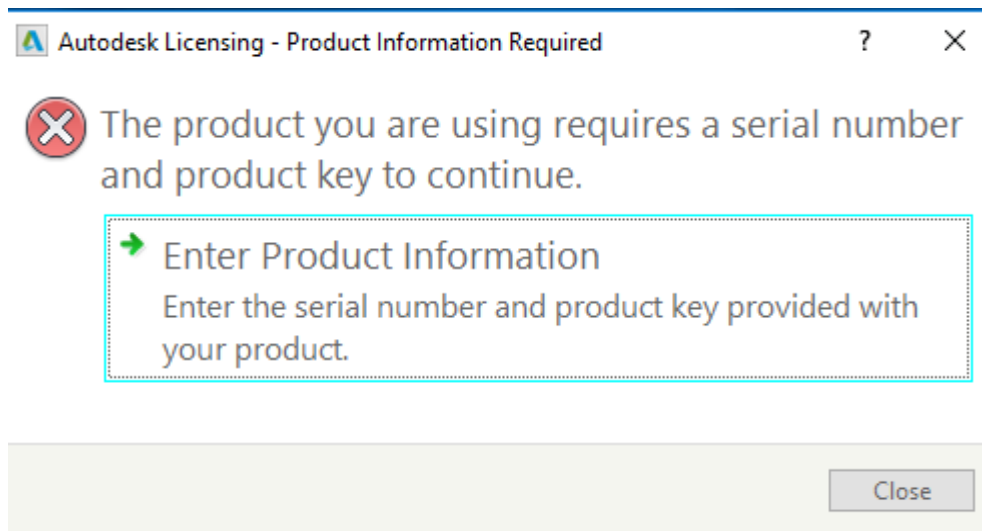 Autodesk Licensing - Product Information Required
The product you are using requires a serial number
and product key to continue.
Enter Product Information
Enter the serial number and product key provided with
your product.
Close